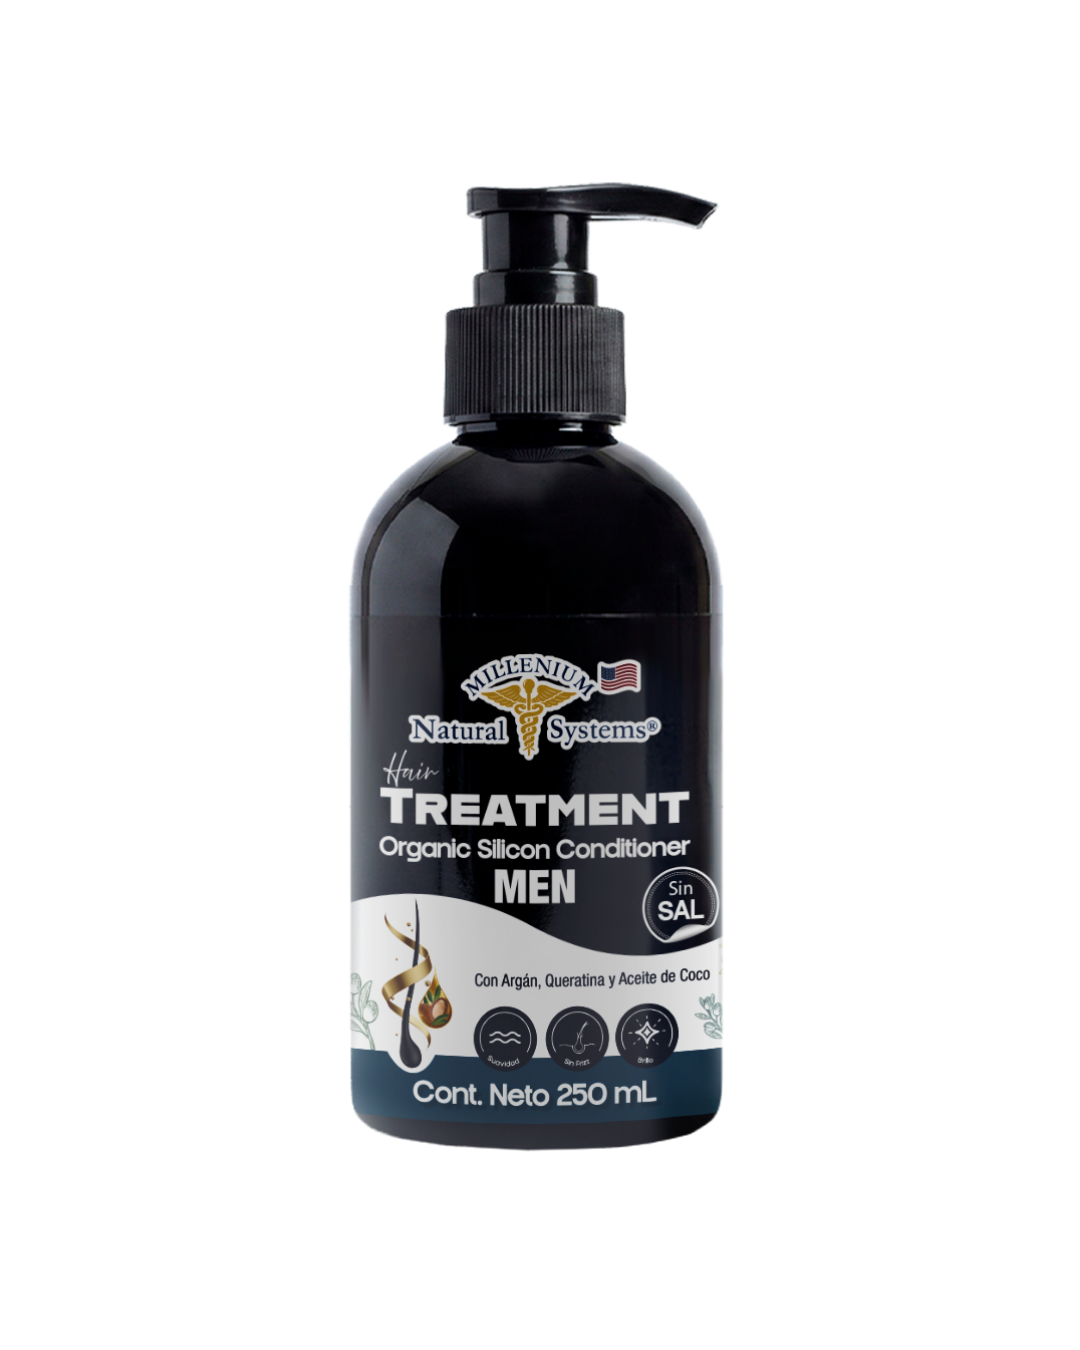 MILLENIUM
Natural Systems®
Hair
TREATMENT
Organic Silicon Conditioner
MEN
Sin
SAL
Con Argán, Queratina y Aceite de Coco
Suavidad
Sin Frizz
Brillo
Cont. Neto 250 mL